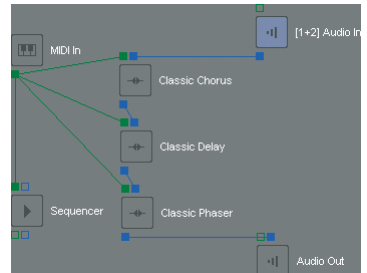 [1+2] Audio In
MIDI In
Classic Chorus
Classic Delay
Sequencer
Classic Phaser
Audio Out